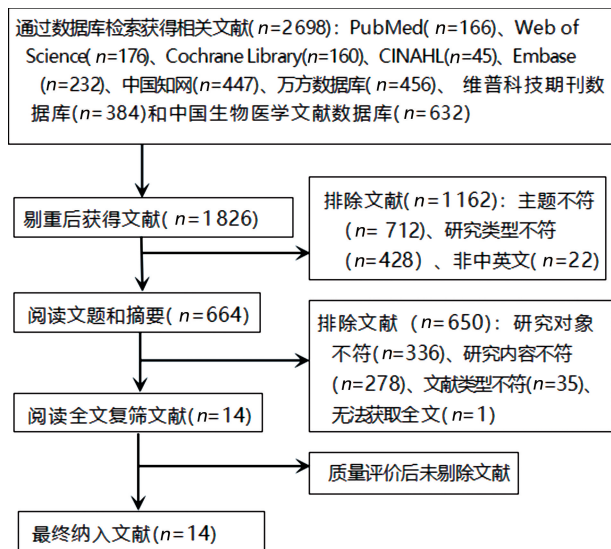 通过数据库检索获得相关文献(n=2698)：PubMed(n=166)、Web of
Science(n=176)、Cochrane Library(n=160)、CINAHL(n=45)、Embase
(n=232)、中国知网(n=447)、万方数据库(n=456)、维普科技期刊数
据库(n=384)和中国生物医学文献数据库(n=632)
剔重后获得文献(n=1826)
排除文献(n=1162)：主题不符
(n=712)、研究类型不符
(n=428)、非中英文(n=22)
阅读文题和摘要(n=664)
排除文献(n=650)：研究对象
不符(n=336)、研究内容不符
(n=278)、文献类型不符(n=35)、
无法获取全文(n=1)
阅读全文复筛文献(n=14)
质量评价后未剔除文献
最终纳入文献(n=14)